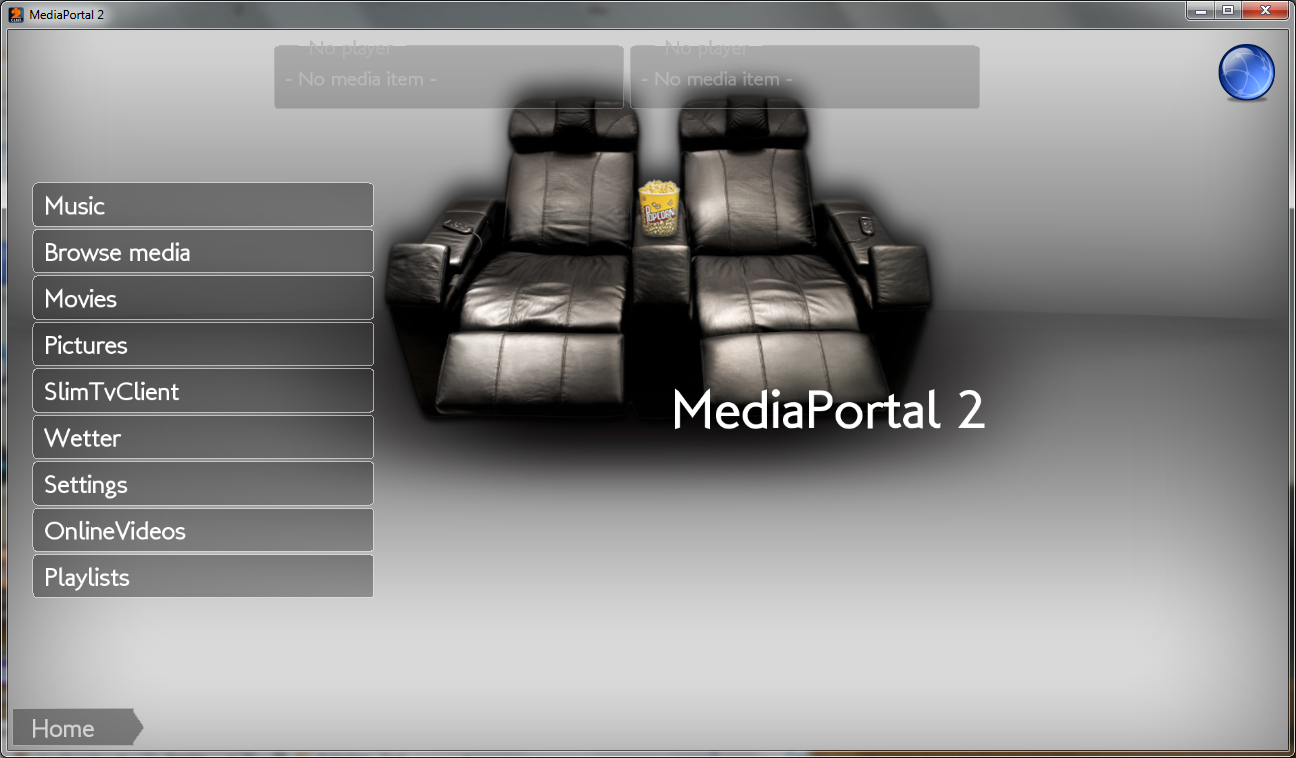 MediaPortal 2
No player
No player
- No media item -
- No media item -
Music
Browse media
Movies
POPCORN
Pictures
SlimTvClient
MediaPortal 2
Wetter
Settings
OnlineVideos
Playlists
Home